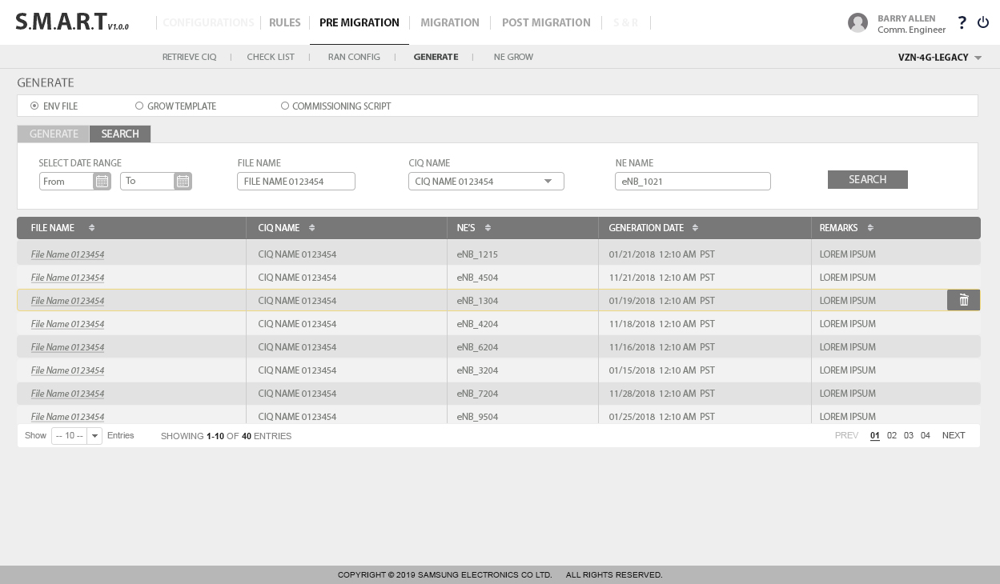 S.M.A.R.T V1.0.0
CONFIGURATIONS RULES PRE MIGRATION MIGRATION POST MIGRATION S & R
BARRY ALLEN
Comm. Engineer
?
RETRIEVE CIQ | CHECK LIST | RAN CONFIG | GENERATE | NE GROW
VZN-4G-LEGACY
GENERATE
ENV FILE GROW TEMPLATE COMMISSIONING SCRIPT
GENERATE SEARCH
SELECT DATE RANGE FILE NAME CIQ NAME NE NAME
From To FILE NAME 0123454 CIQ NAME 0123454 eNB_1021 SEARCH
FILE NAME CIQ NAME NE'S GENERATION DATE REMARKS
File Name 0123454 CIQ NAME 0123454 eNB_1215 01/21/2018 12:10 AM PST LOREM IPSUM
File Name 0123454 CIQ NAME 0123454 eNB_4504 11/21/2018 12:10 AM PST LOREM IPSUM
File Name 0123454 CIQ NAME 0123454 eNB_1304 01/19/2018 12:10 AM PST LOREM IPSUM
File Name 0123454 CIQ NAME 0123454 eNB_4204 11/18/2018 12:10 AM PST LOREM IPSUM
File Name 0123454 CIQ NAME 0123454 eNB_6204 11/16/2018 12:10 AM PST LOREM IPSUM
File Name 0123454 CIQ NAME 0123454 eNB_3204 01/15/2018 12:10 AM PST LOREM IPSUM
File Name 0123454 CIQ NAME 0123454 eNB_7204 11/28/2018 12:10 AM PST LOREM IPSUM
File Name 0123454 CIQ NAME 0123454 eNB_9504 01/25/2018 12:10 AM PST LOREM IPSUM
Show -- 10 -- Entries SHOWING 1-10 OF 40 ENTRIES PREV 01 02 03 04 NEXT
COPYRIGHT © 2019 SAMSUNG ELECTRONICS CO LTD. ALL RIGHTS RESERVED.